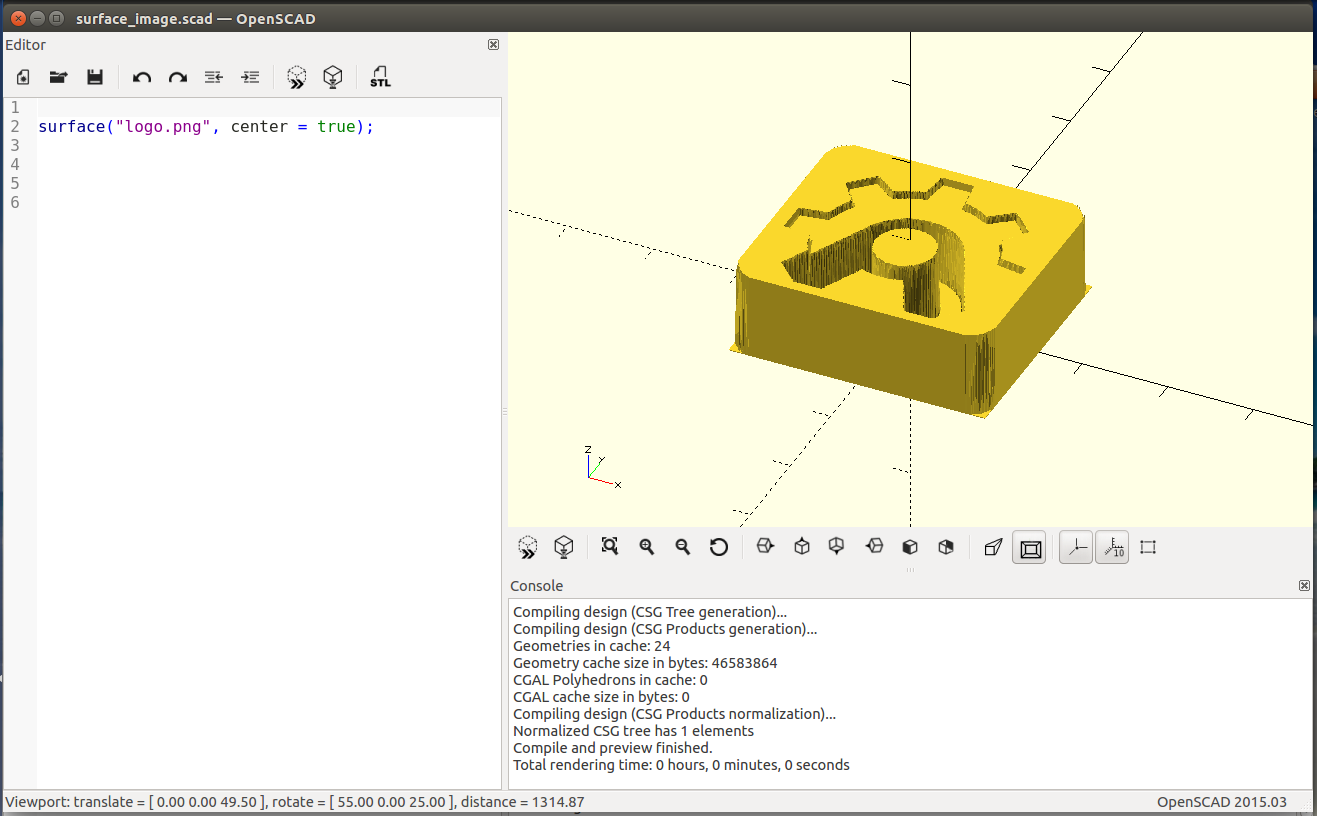 surface_image.scad — OpenSCAD
Editor
STL
1
2 surface("logo.png", center = true);
3
4
5
6
Z
Y
X
10
Console
Compiling design (CSG Tree generation)...
Compiling design (CSG Products generation)...
Geometries in cache: 24
Geometry cache size in bytes: 46583864
CGAL Polyhedrons in cache: 0
CGAL cache size in bytes: 0
Compiling design (CSG Products normalization)...
Normalized CSG tree has 1 elements
Compile and preview finished.
Total rendering time: 0 hours, 0 minutes, 0 seconds
Viewport: translate = [ 0.00 0.00 49.50 ], rotate = [ 55.00 0.00 25.00 ], distance = 1314.87
OpenSCAD 2015.03